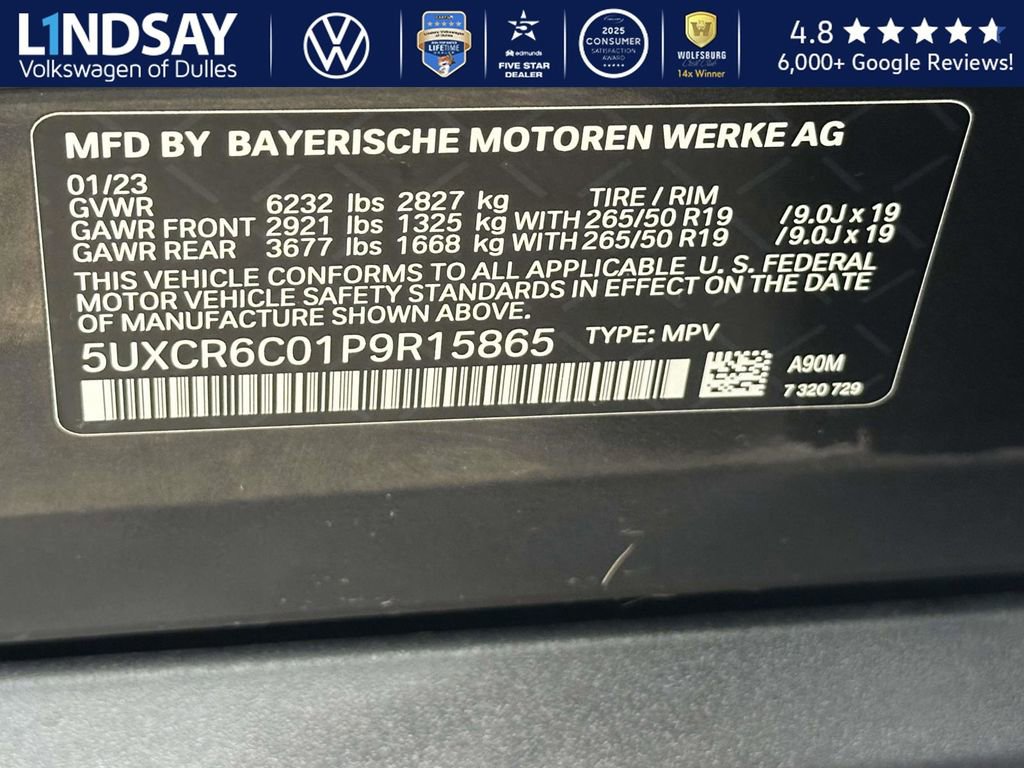 L1NDSAY
Volkswagen of Dulles
edmunds
FIVE STAR
DEALER
2025
CONSUMER
SATISFACTION
AWARD
WOLFSBURG
14x Winner
4.8
6,000+ Google Reviews!
MFD BY BAYERISCHE MOTOREN WERKE AG
01/23 TIRE / RIM
GVWR 6232 lbs 2827 kg
GAWR FRONT 2921 lbs 1325 kg WITH 265/50 R19 /9.0J x 19
GAWR REAR 3677 lbs 1668 kg WITH 265/50 R19 /9.0J x 19
THIS VEHICLE CONFORMS TO ALL APPLICABLE U. S. FEDERAL
MOTOR VEHICLE SAFETY STANDARDS IN EFFECT ON THE DATE
OF MANUFACTURE SHOWN ABOVE.
5UXCR6C01P9R15865 TYPE: MPV
A90M
7 320 729